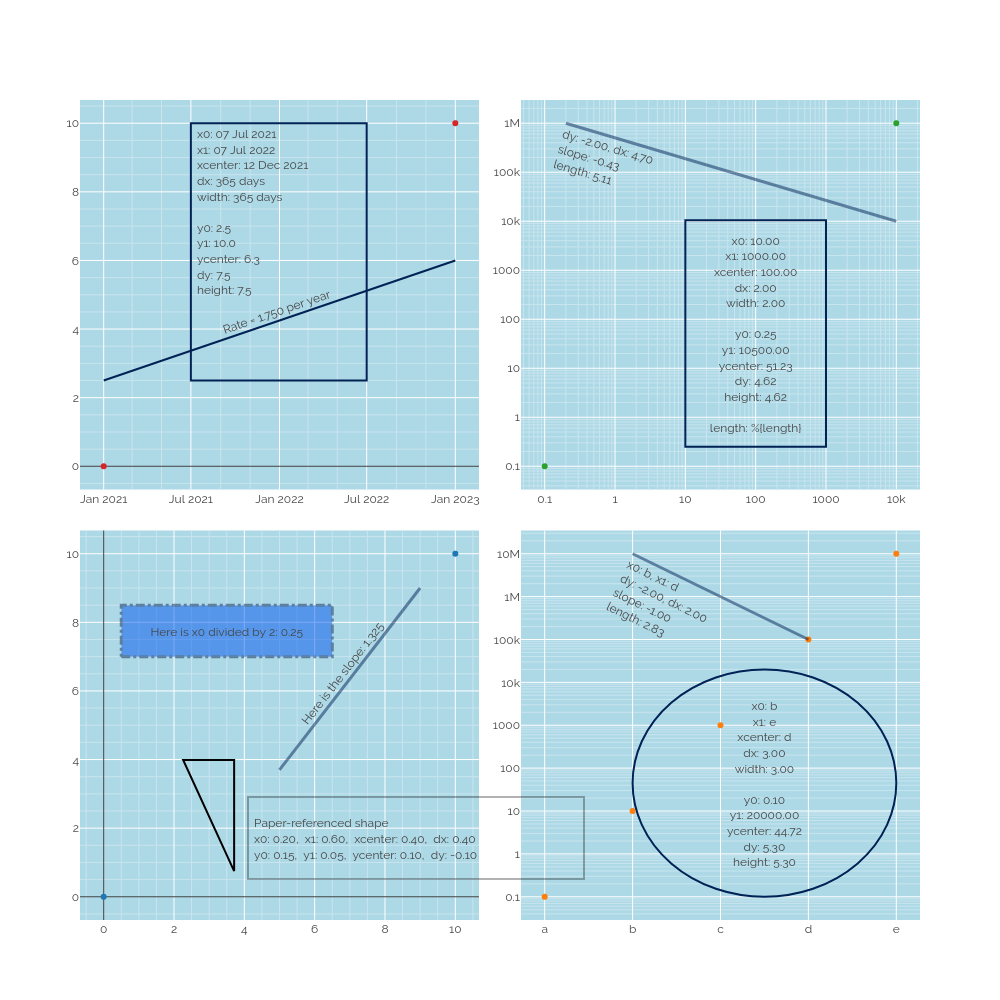 10
8
6
4
2
0
Jan 2021
Jul 2021
Jan 2022
Jul 2022
Jan 2023
x0: 07 Jul 2021
x1: 07 Jul 2022
xcenter: 12 Dec 2021
dx: 365 days
width: 365 days
y0: 2.5
y1: 10.0
ycenter: 6.3
dy: 7.5
height: 7.5
Rate = 1.750 per year
1M
100k
10k
1000
100
10
1
0.1
0.1
1
10
100
1000
10k
dy: -2.00, dx: 4.70
slope: -0.43
length: 5.11
x0: 10.00
x1: 1000.00
xcenter: 100.00
dx: 2.00
width: 2.00
y0: 0.25
y1: 10500.00
ycenter: 51.23
dy: 4.62
height: 4.62
length: %{length}
10
8
6
4
2
0
0
2
4
6
8
10
Here is x0 divided by 2: 0.25
Here is the slope: 1.325
Paper-referenced shape
x0: 0.20, x1: 0.60, xcenter: 0.40, dx: 0.40
y0: 0.15, y1: 0.05, ycenter: 0.10, dy: -0.10
10M
1M
100k
10k
1000
100
10
1
0.1
a
b
c
d
e
x0: b, x1: d
dy: -2.00, dx: 2.00
slope: -1.00
length: 2.83
x0: b
x1: e
xcenter: d
dx: 3.00
width: 3.00
y0: 0.10
y1: 20000.00
ycenter: 44.72
dy: 5.30
height: 5.30